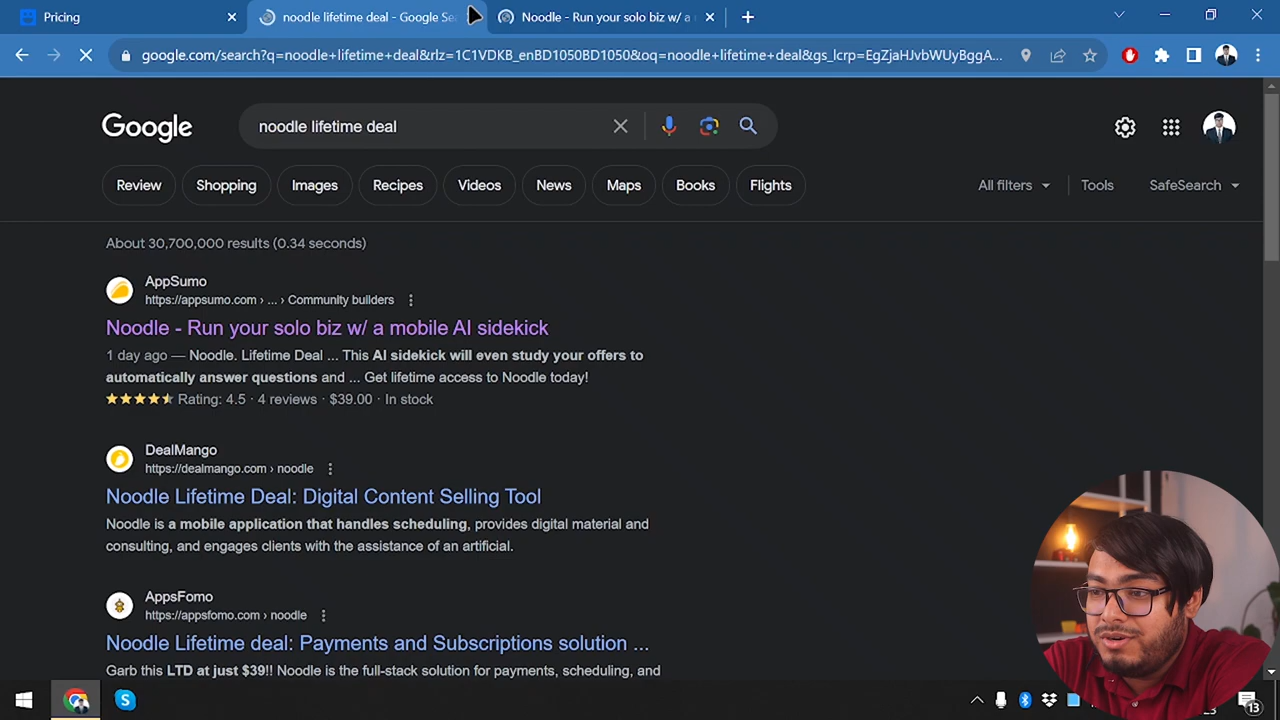 Pricing
noodle lifetime deal - Google Se
Noodle - Run your solo biz w/ a
google.com/search?q=noodle+lifetime+deal&rlz=1C1VDKB_enBD1050BD1050&oq=noodle+lifetime+deal&gs_lcrp=EgZjaHJvbWUyBggA...
Google
noodle lifetime deal
Review
Shopping
Images
Recipes
Videos
News
Maps
Books
Flights
All filters
Tools
SafeSearch
About 30,700,000 results (0.34 seconds)
AppSumo
https://appsumo.com › ... › Community builders
Noodle - Run your solo biz w/ a mobile AI sidekick
1 day ago — Noodle. Lifetime Deal ... This AI sidekick will even study your offers to
automatically answer questions and ... Get lifetime access to Noodle today!
Rating: 4.5 · 4 reviews · $39.00 · In stock
DealMango
https://dealmango.com › noodle
Noodle Lifetime Deal: Digital Content Selling Tool
Noodle is a mobile application that handles scheduling, provides digital material and
consulting, and engages clients with the assistance of an artificial.
AppsFomo
https://appsfomo.com › noodle
Noodle Lifetime deal: Payments and Subscriptions solution ...
Garb this LTD at just $39!! Noodle is the full-stack solution for payments, scheduling, and
13